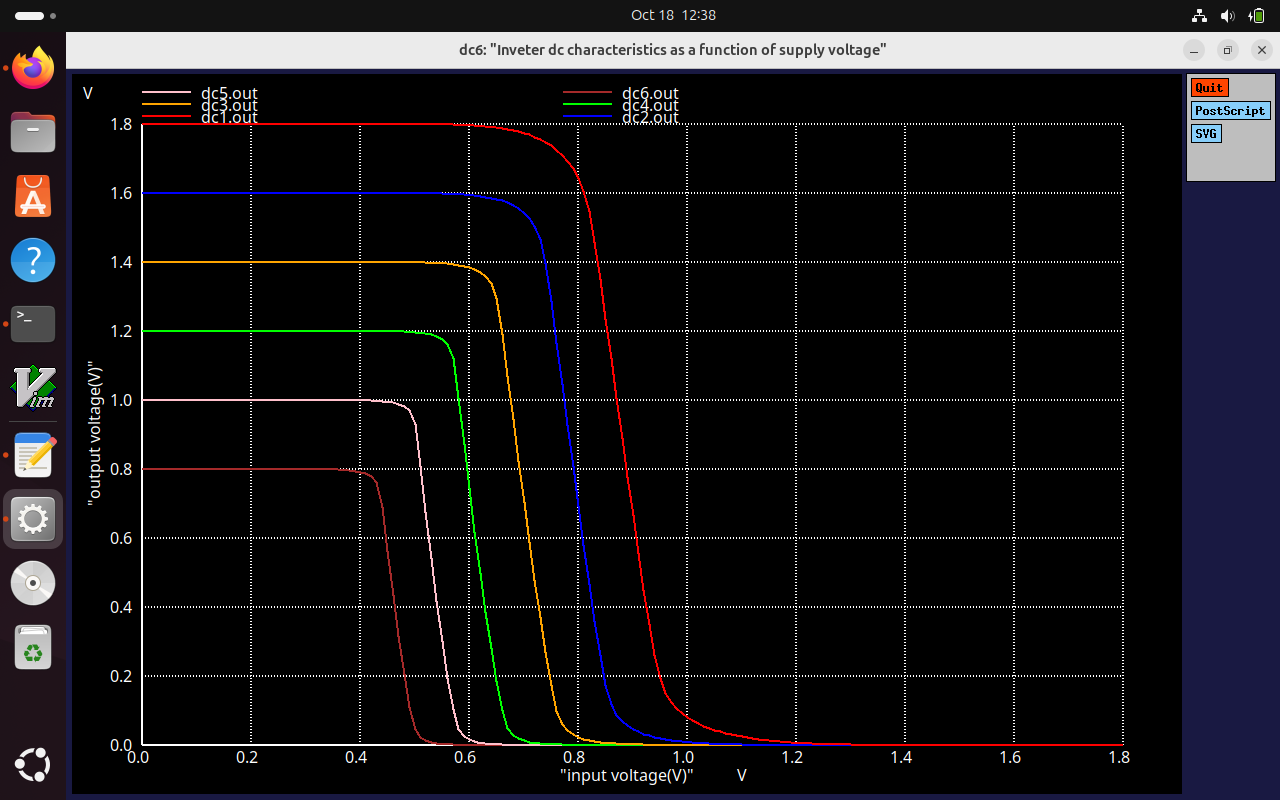 Oct 18 12:38
dc6: "Inveter dc characteristics as a function of supply voltage"
Quit
PostScript
SVG
V
dc5.out
dc6.out
dc3.out
dc4.out
dc1.out
dc2.out
1.8
1.6
1.4
1.2
1.0
0.8
0.6
0.4
0.2
0.0
"output voltage(V)"
0.0 0.2 0.4 0.6 0.8 1.0 1.2 1.4 1.6 1.8
"input voltage(V)" V
>_
Vim
A
?